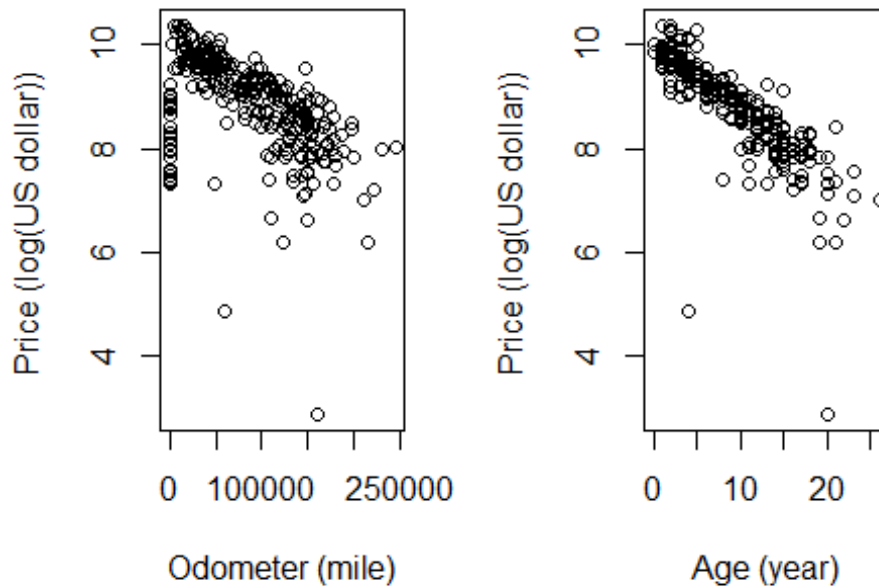 Price (log(US dollar))
10
8
6
4
0 100000 250000
Odometer (mile)
Price (log(US dollar))
10
8
6
4
0 10 20
Age (year)